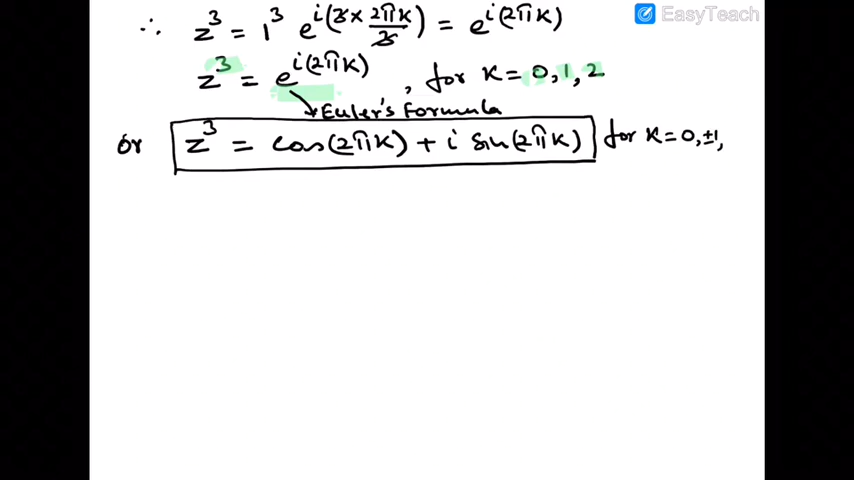 EasyTeach
∴ z³ = 1³ e^i(3×2πk/3) = e^i(2πk)
z³ = e^i(2πk), for k = 0, 1, 2
→ Euler's Formula
or z³ = cos(2πk) + i sin(2πk) for k = 0, ±1,